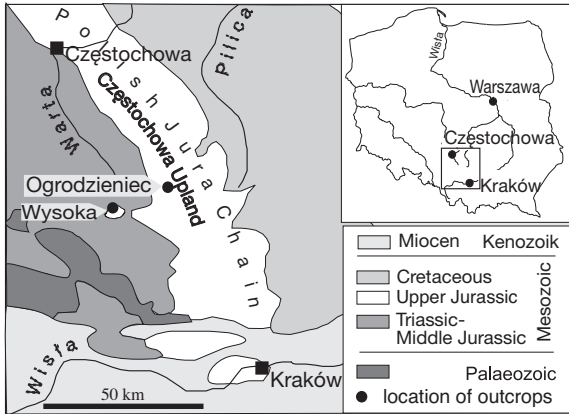 Polish Jura Chain
Częstochowa
Częstochowa Upland
Pilica
Warta
Ogrodzieniec
Wysoka
Wisła
Kraków
50 km
Wisła
Warszawa
Częstochowa
Kraków
Miocen Kenozoik
Cretaceous
Upper Jurassic
Triassic-
Middle Jurassic
Mesozoic
Palaeozoic
location of outcrops